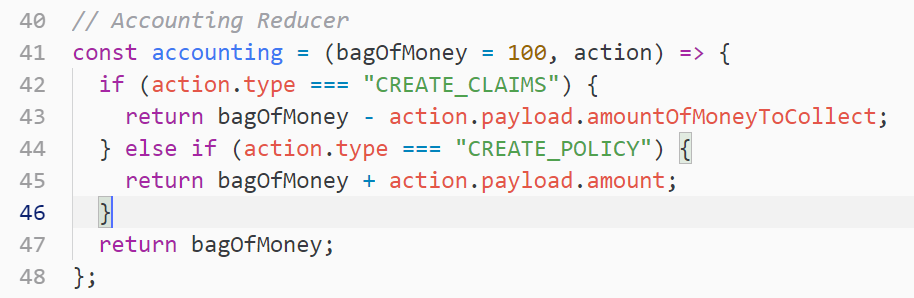 40 // Accounting Reducer
41 const accounting = (bagOfMoney = 100, action) => {
42   if (action.type === "CREATE_CLAIMS") {
43     return bagOfMoney - action.payload.amountOfMoneyToCollect;
44   } else if (action.type === "CREATE_POLICY") {
45     return bagOfMoney + action.payload.amount;
46   }
47   return bagOfMoney;
48 };